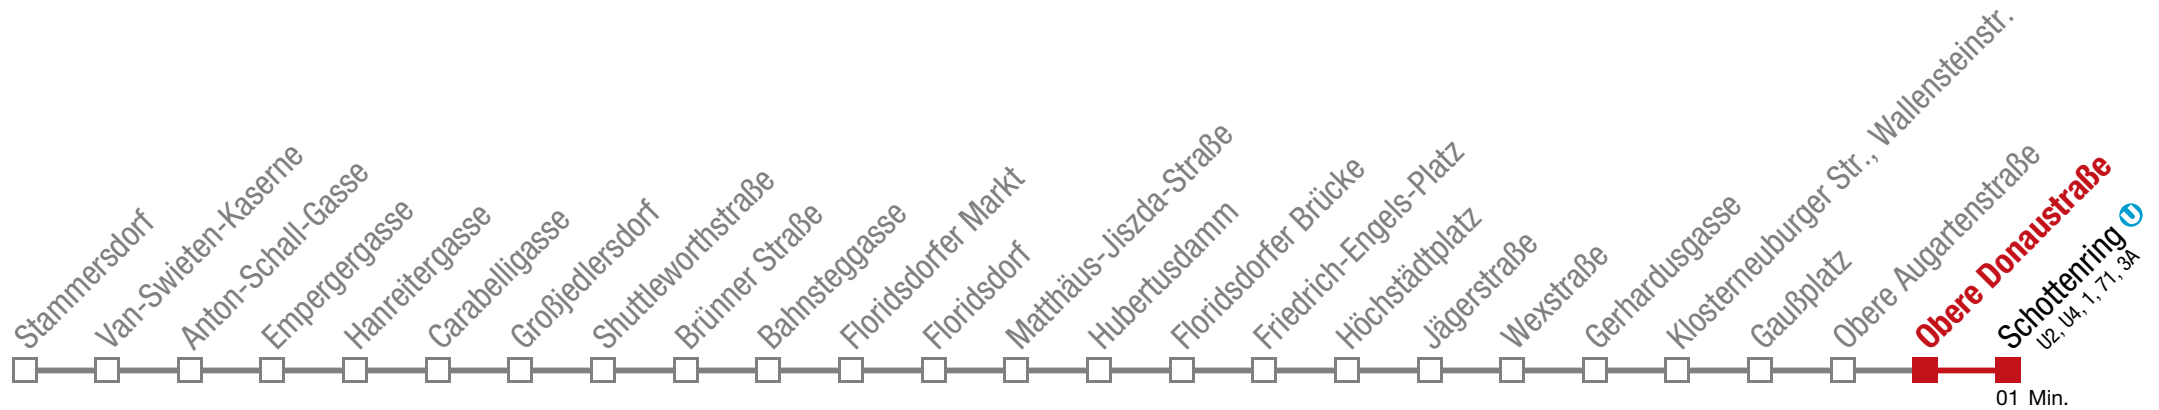 Stammersdorf
Van-Swieten-Kaserne
Anton-Schall-Gasse
Empergergasse
Hanreitergasse
Carabelligasse
Großjedlersdorf
Shuttleworthstraße
Brünner Straße
Bahnsteggasse
Floridsdorfer Markt
Floridsdorf
Matthäus-Jiszda-Straße
Hubertusdamm
Floridsdorfer Brücke
Friedrich-Engels-Platz
Höchstädtplatz
Jägerstraße
Wexstraße
Gerhardusgasse
Klosterneuburger Str., Wallensteinstr.
Gaußplatz
Obere Augartenstraße
Obere Donaustraße
Schottenring U
U2, U4, 1, 71, 3A
01 Min.